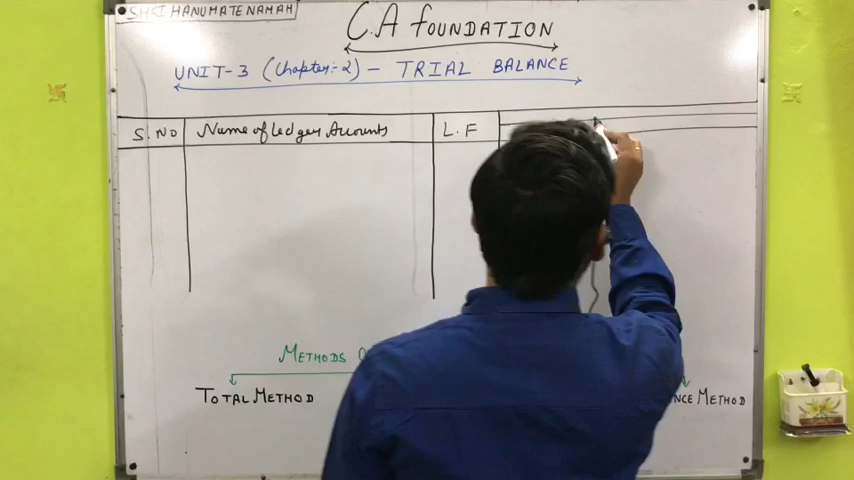 SHRI HANUMATE NAMAH
C.A FOUNDATION
UNIT-3 (Chapter:-2) - TRIAL BALANCE
S.NO Name of Ledger Accounts L.F
METHODS
TOTAL METHOD METHOD